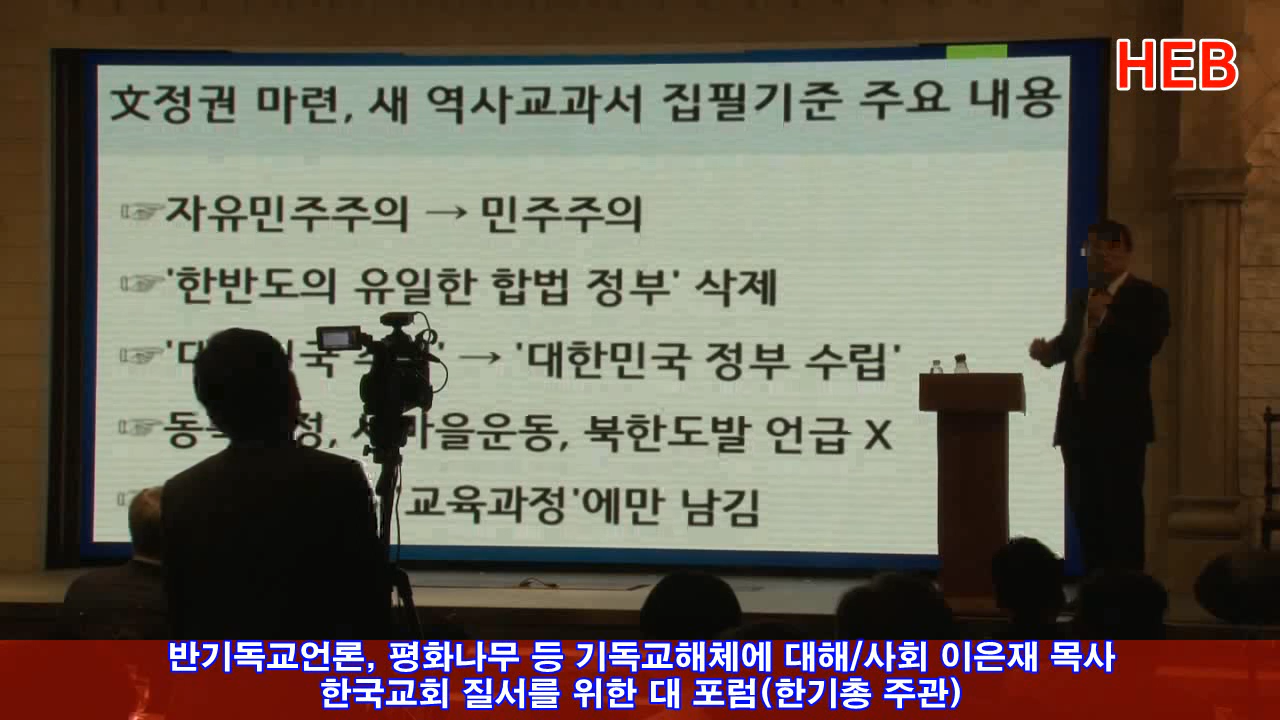 HEB
文정권 마련, 새 역사교과서 집필기준 주요 내용
☞자유민주주의 → 민주주의
☞'한반도의 유일한 합법 정부' 삭제
→ '대한민국 정부 수립'
북한도발 언급 X
'교육과정'에만 남김
반기독교언론, 평화나무 등 기독교해체에 대해/사회 이은재 목사
한국교회 질서를 위한 대 포럼(한기총 주관)